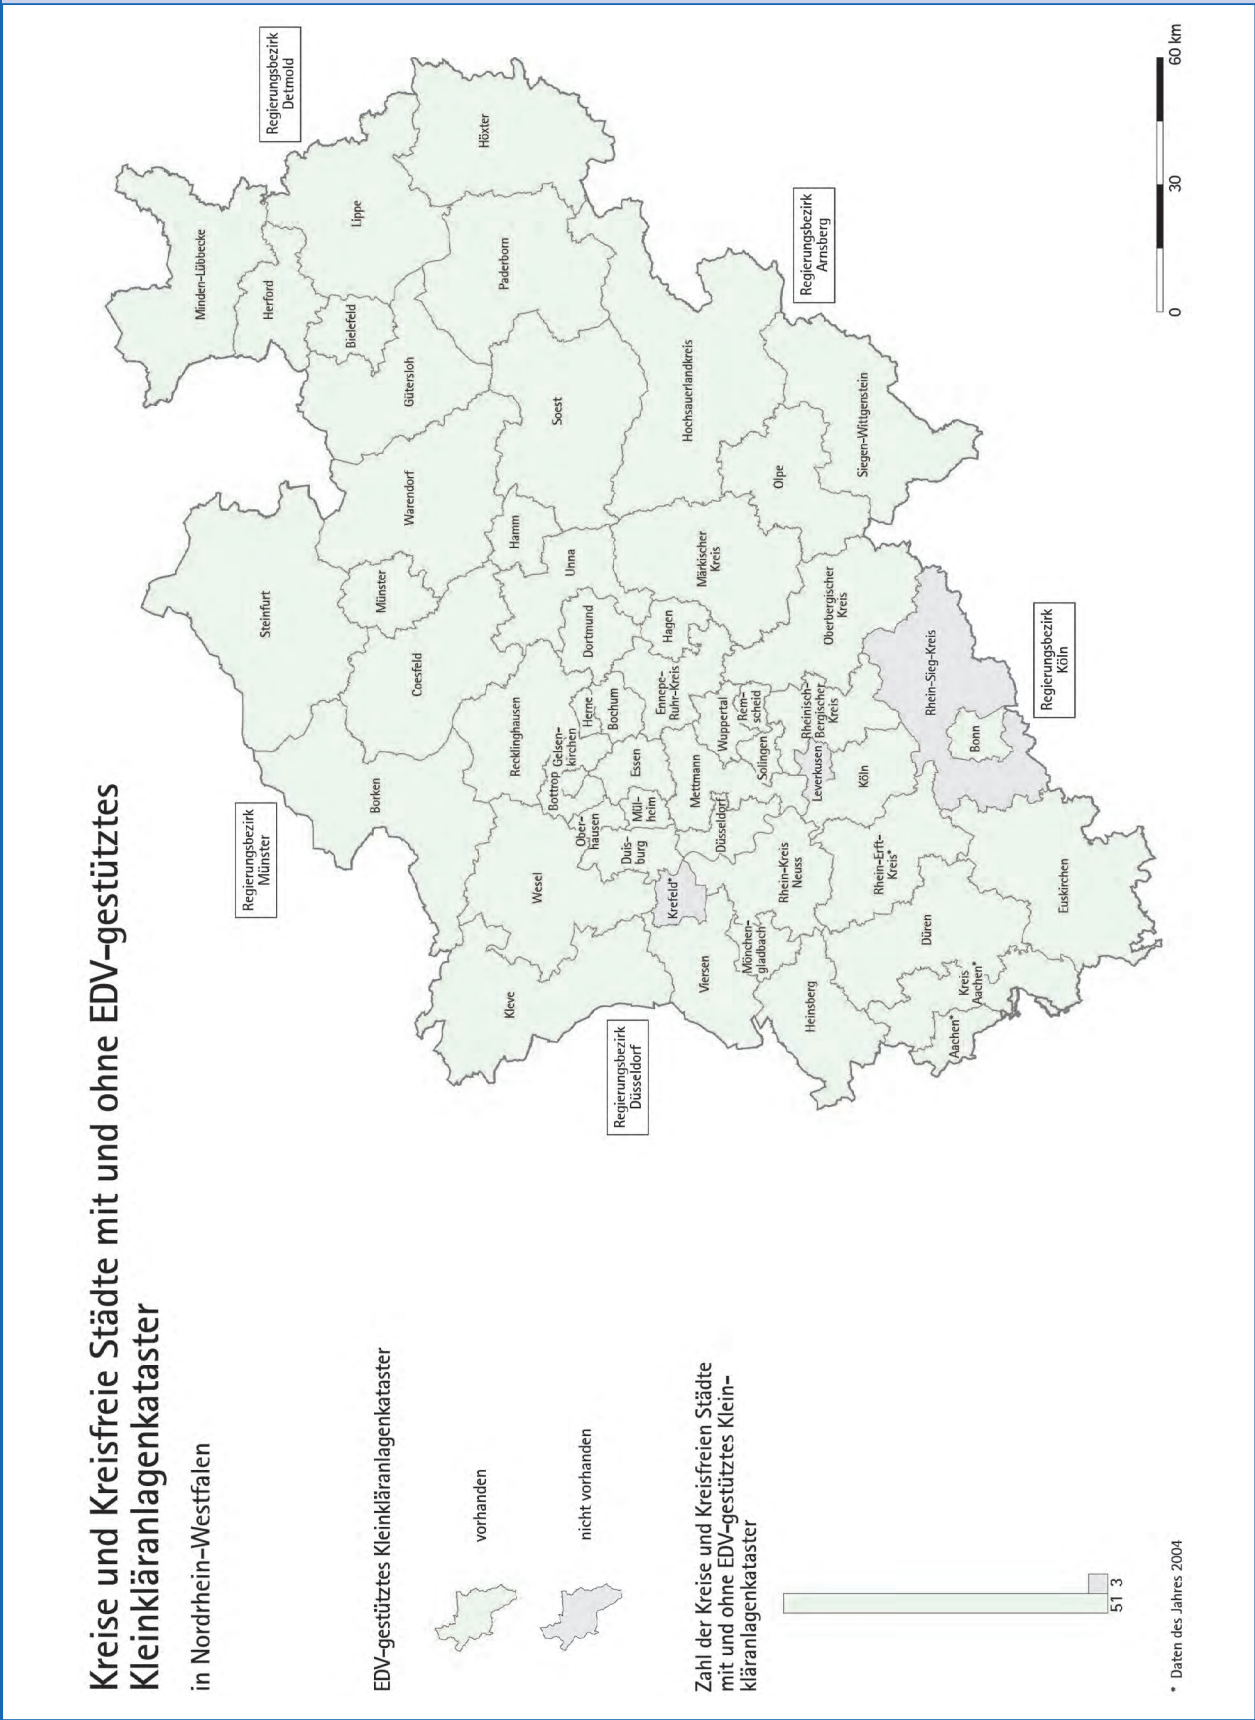 Kreise und Kreisfreie Städte mit und ohne EDV-gestütztes
Kleinkläranlagenkataster
in Nordrhein-Westfalen
EDV-gestütztes Kleinkläranlagenkataster
vorhanden
nicht vorhanden
Zahl der Kreise und Kreisfreien Städte
mit und ohne EDV-gestütztes Klein-
kläranlagenkataster
51 3
* Daten des Jahres 2004
Regierungsbezirk
Münster
Regierungsbezirk
Detmold
Regierungsbezirk
Düsseldorf
Regierungsbezirk
Arnsberg
Regierungsbezirk
Köln
Minden-Lübbecke
Herford
Lippe
Bielefeld
Gütersloh
Höxter
Paderborn
Steinfurt
Borken
Münster
Coesfeld
Warendorf
Recklinghausen
Bottrop
Gelsen-
kirchen
Hamm
Soest
Unna
Dortmund
Herne
Bochum
Hagen
Ennepe-
Ruhr-Kreis
Märkischer
Kreis
Hochsauerlandkreis
Olpe
Siegen-Wittgenstein
Kleve
Wesel
Ober-
hausen
Duis-
burg
Mül-
heim
Essen
Krefeld*
Viersen
Mönchen-
gladbach
Mettmann
Düsseldorf
Wuppertal
Rem-
scheid
Solingen
Rhein-Kreis
Neuss
Leverkusen
Rheinisch-
Bergischer
Kreis
Oberbergischer
Kreis
Köln
Rhein-Sieg-Kreis
Bonn
Rhein-Erft-
Kreis*
Heinsberg
Düren
Kreis
Aachen*
Aachen*
Euskirchen
0 30 60 km